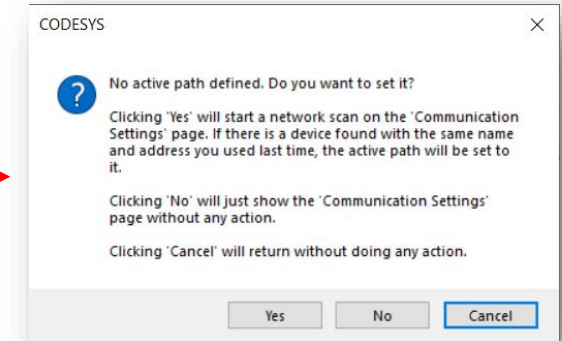 CODESYS
No active path defined. Do you want to set it?
Clicking 'Yes' will start a network scan on the 'Communication
Settings' page. If there is a device found with the same name
and address you used last time, the active path will be set to
it.
Clicking 'No' will just show the 'Communication Settings'
page without any action.
Clicking 'Cancel' will return without doing any action.
Yes No Cancel